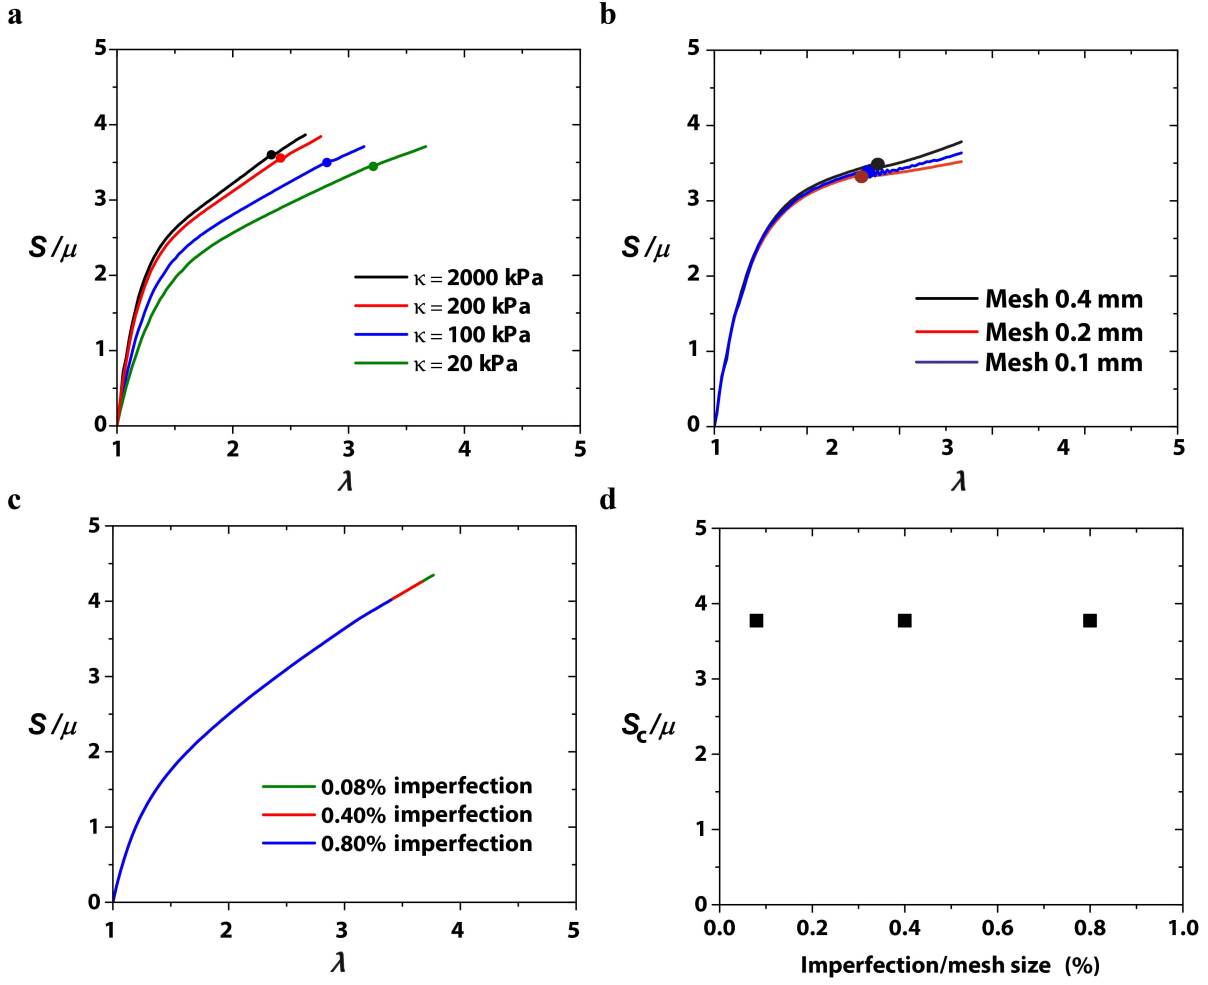 a
5
4
3
2
1
0
S/μ
κ = 2000 kPa
κ = 200 kPa
κ = 100 kPa
κ = 20 kPa
1 2 3 4 5
λ
b
5
4
3
2
1
0
S/μ
Mesh 0.4 mm
Mesh 0.2 mm
Mesh 0.1 mm
1 2 3 4 5
λ
c
5
4
3
2
1
0
S/μ
0.08% imperfection
0.40% imperfection
0.80% imperfection
1 2 3 4 5
λ
d
5
4
3
2
1
0
Sc/μ
0.0 0.2 0.4 0.6 0.8 1.0
Imperfection/mesh size (%)